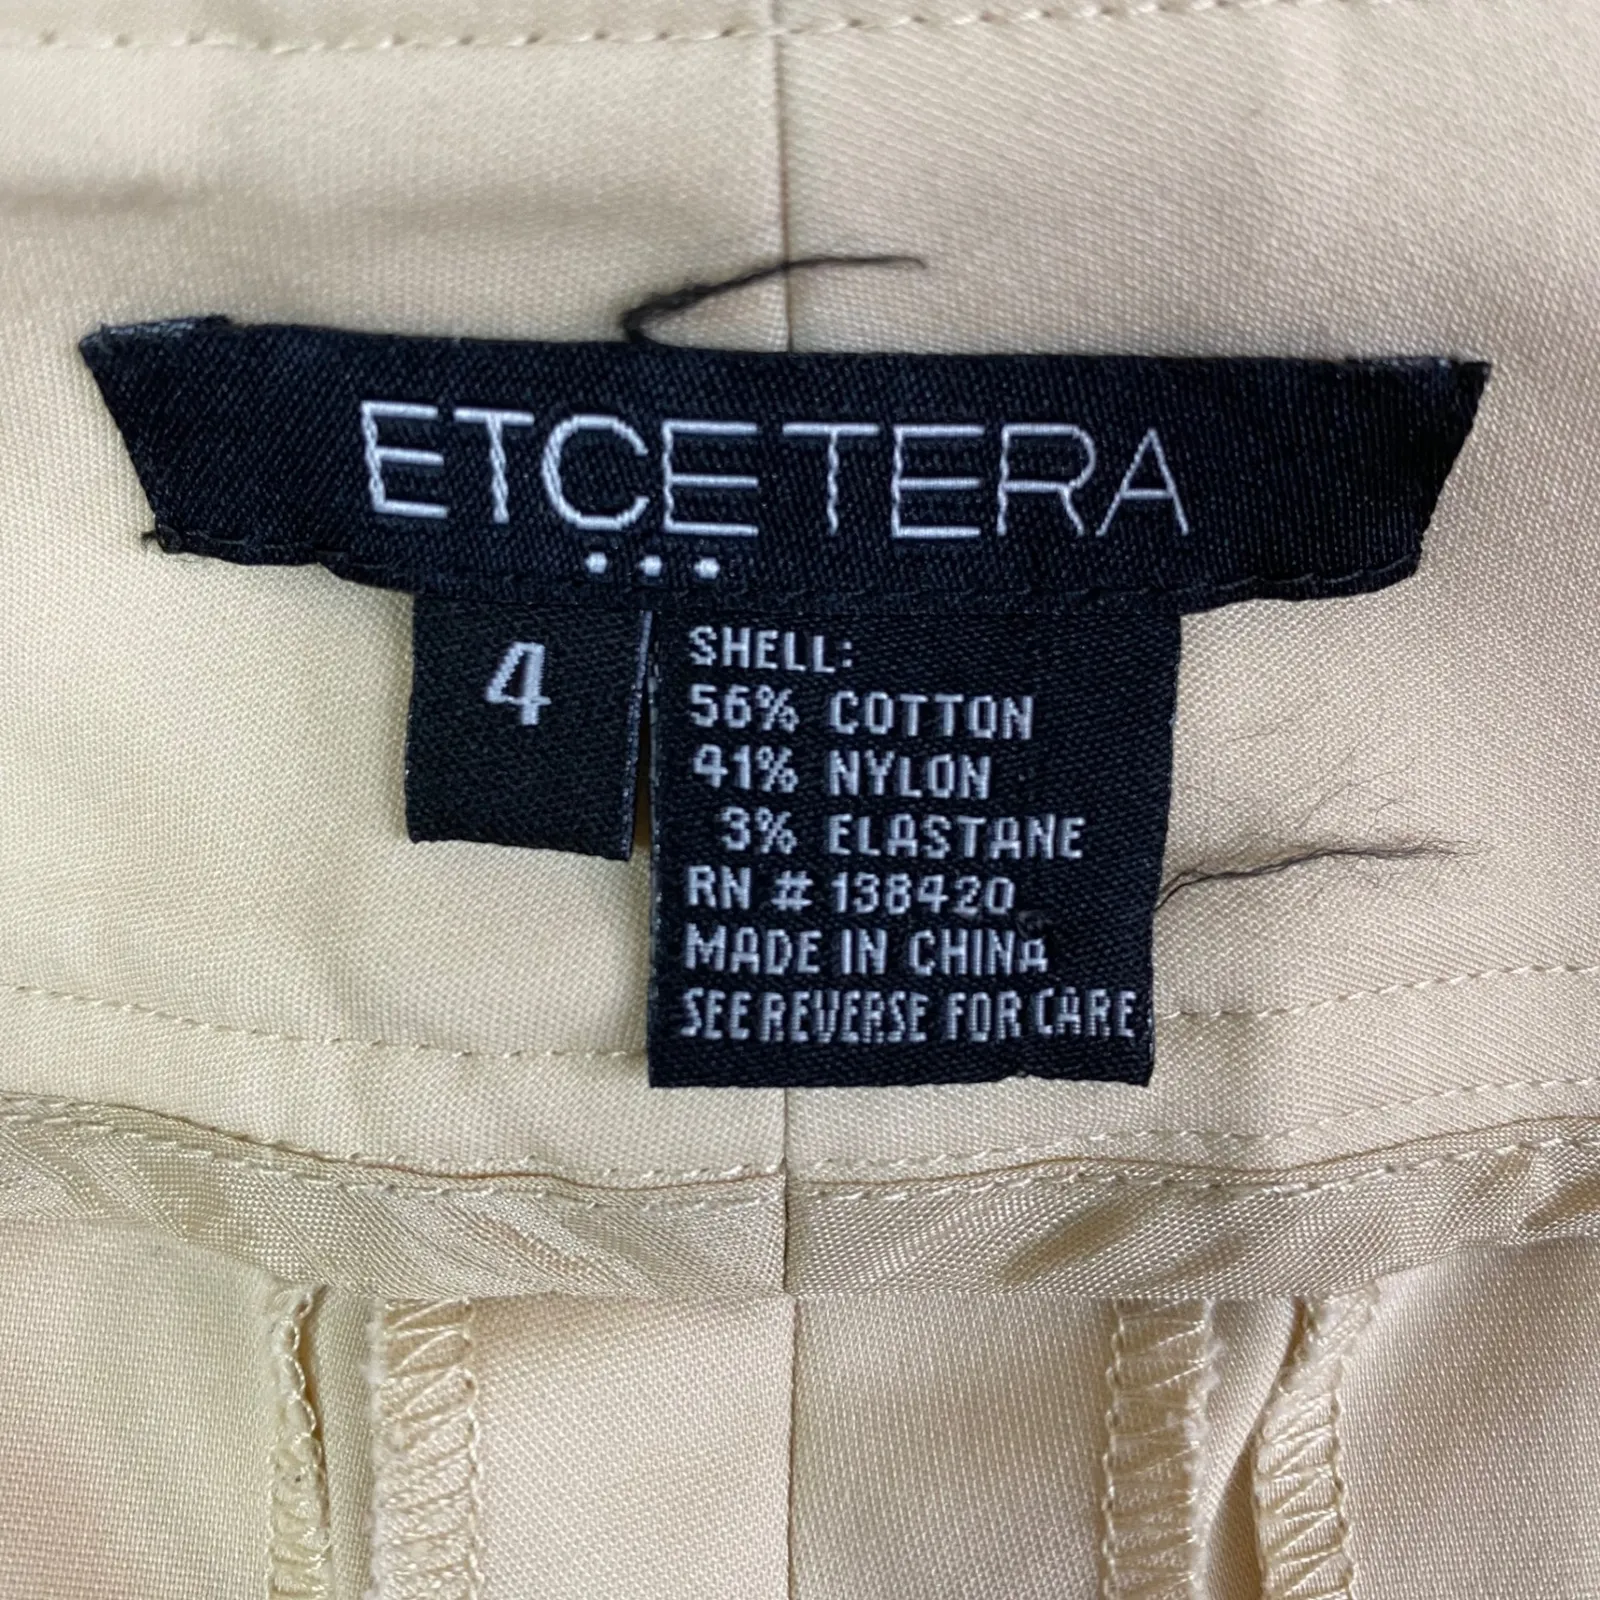 ETCETERA
...
4
SHELL:
56% COTTON
41% NYLON
3% ELASTANE
RN # 138420
MADE IN CHINA
SEE REVERSE FOR CARE